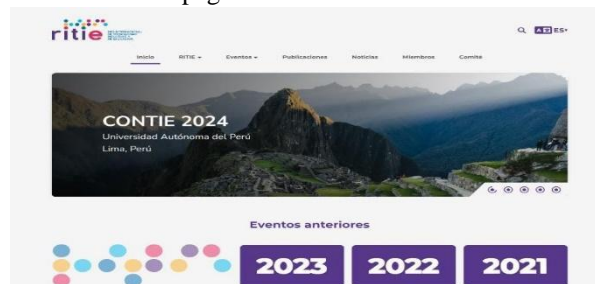 ritie
ES
Inicio RITIE Eventos Publicaciones Noticias Miembros Comité
CONTIE 2024
Universidad Autónoma del Perú
Lima, Perú
Eventos anteriores
2023 2022 2021